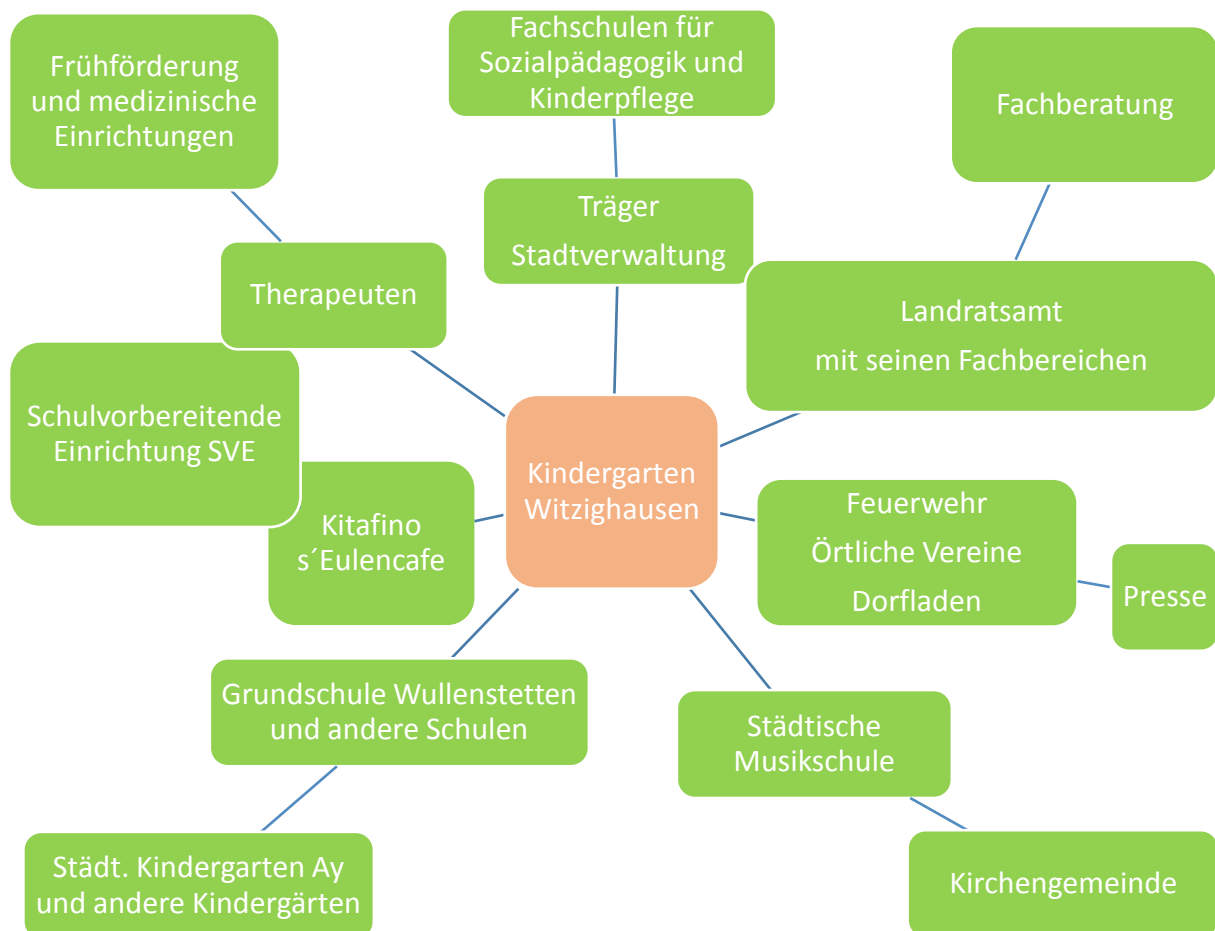 Fachschulen für
Sozialpädagogik und
Kinderpflege
Frühförderung
und medizinische
Einrichtungen
Fachberatung
Träger
Stadtverwaltung
Therapeuten
Landratsamt
mit seinen Fachbereichen
Schulvorbereitende
Einrichtung SVE
Kindergarten
Witzighausen
Kitafino
s´Eulencafe
Feuerwehr
Örtliche Vereine
Dorfladen
Presse
Grundschule Wullenstetten
und andere Schulen
Städtische
Musikschule
Städt. Kindergarten Ay
und andere Kindergärten
Kirchengemeinde